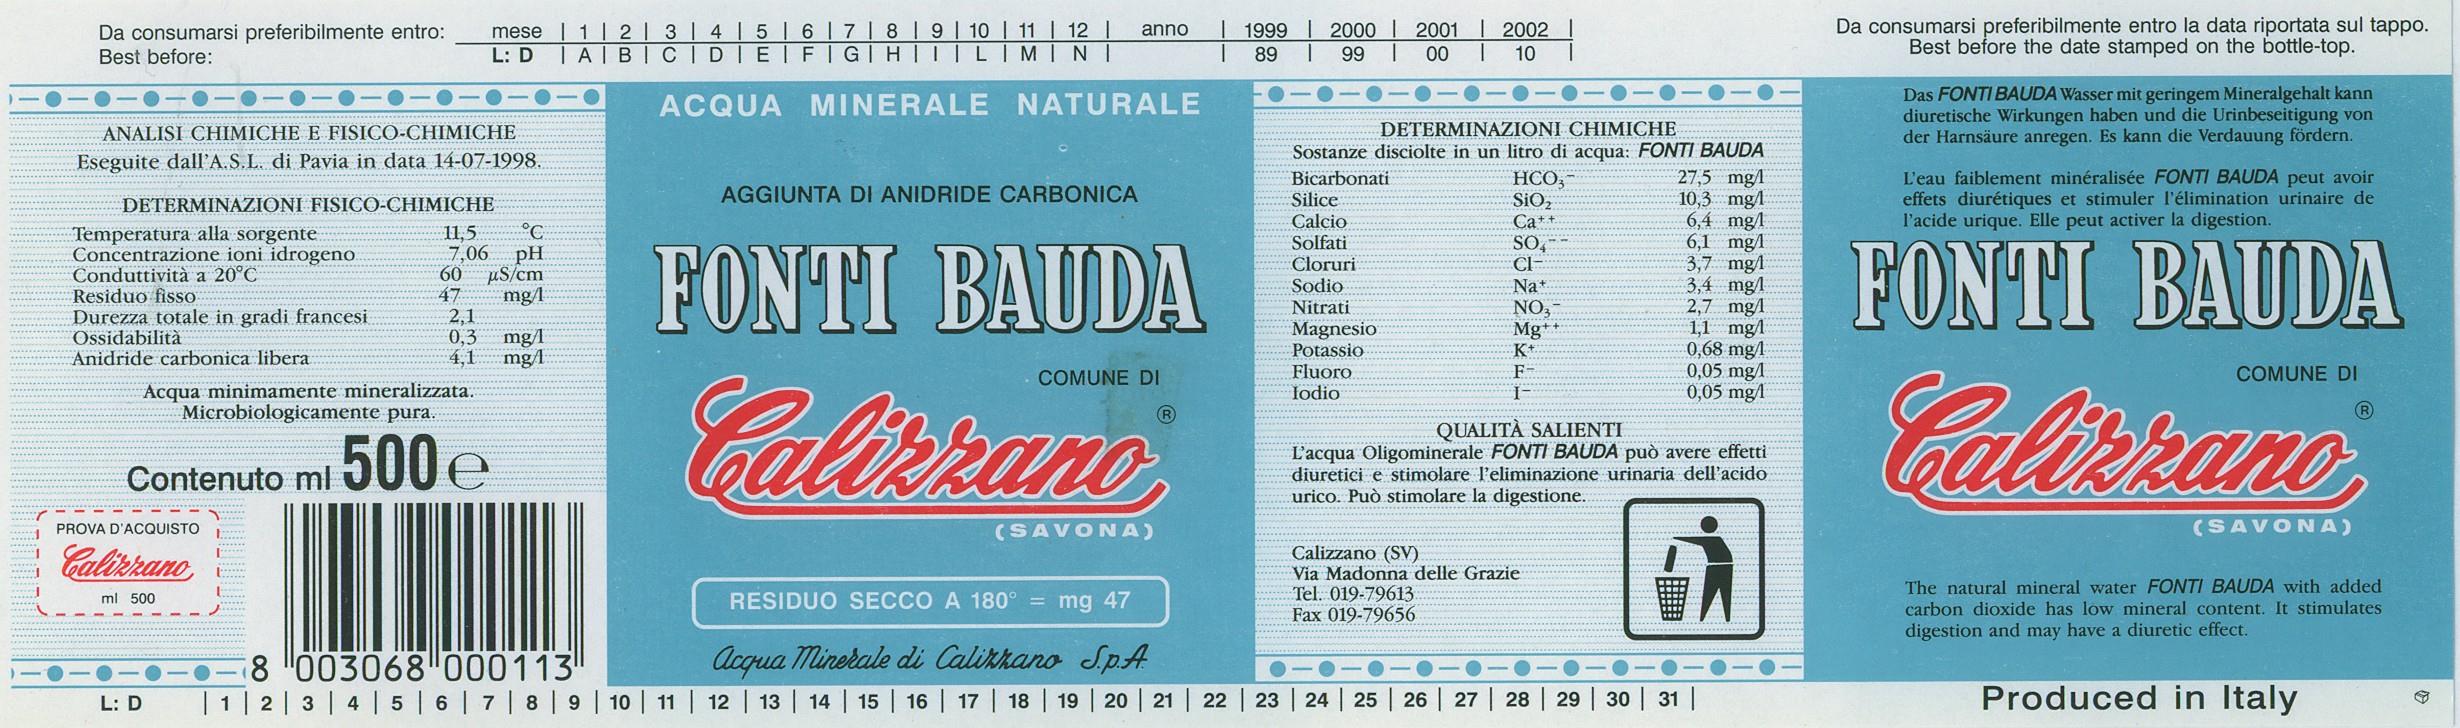 Da consumarsi preferibilmente entro: mese | 1 | 2 | 3 | 4 | 5 | 6 | 7 | 8 | 9 | 10 | 11 | 12 | anno | 1999 | 2000 | 2001 | 2002 |
Best before: L: D | A | B | C | D | E | F | G | H | I | L | M | N | | 89 | 99 | 00 | 10 |
ANALISI CHIMICHE E FISICO-CHIMICHE
Eseguite dall'A.S.L. di Pavia in data 14-07-1998.
DETERMINAZIONI FISICO-CHIMICHE
Temperatura alla sorgente 11,5 °C
Concentrazione ioni idrogeno 7,06 pH
Conduttività a 20°C 60 µS/cm
Residuo fisso 47 mg/l
Durezza totale in gradi francesi 2,1
Ossidabilità 0,3 mg/l
Anidride carbonica libera 4,1 mg/l
Acqua minimamente mineralizzata.
Microbiologicamente pura.
Contenuto ml 500 ℮
PROVA D'ACQUISTO
Calizzano
ml 500
8 003068 000113
L: D | 1 | 2 | 3 | 4 | 5 | 6 | 7 | 8 | 9 | 10 | 11 | 12 | 13 | 14 | 15 | 16 | 17 | 18 | 19 | 20 | 21 | 22 | 23 | 24 | 25 | 26 | 27 | 28 | 29 | 30 | 31 |
ACQUA MINERALE NATURALE
AGGIUNTA DI ANIDRIDE CARBONICA
FONTI BAUDA
COMUNE DI
Calizzano ®
(SAVONA)
RESIDUO SECCO A 180° = mg 47
Acqua Minerale di Calizzano S.p.A.
DETERMINAZIONI CHIMICHE
Sostanze disciolte in un litro di acqua: FONTI BAUDA
Bicarbonati HCO₃⁻ 27,5 mg/l
Silice SiO₂ 10,3 mg/l
Calcio Ca⁺⁺ 6,4 mg/l
Solfati SO₄⁻⁻ 6,1 mg/l
Cloruri Cl⁻ 3,7 mg/l
Sodio Na⁺ 3,4 mg/l
Nitrati NO₃⁻ 2,7 mg/l
Magnesio Mg⁺⁺ 1,1 mg/l
Potassio K⁺ 0,68 mg/l
Fluoro F⁻ 0,05 mg/l
Iodio I⁻ 0,05 mg/l
QUALITÀ SALIENTI
L'acqua Oligominerale FONTI BAUDA può avere effetti
diuretici e stimolare l'eliminazione urinaria dell'acido
urico. Può stimolare la digestione.
Calizzano (SV)
Via Madonna delle Grazie
Tel. 019-79613
Fax 019-79656
Da consumarsi preferibilmente entro la data riportata sul tappo.
Best before the date stamped on the bottle-top.
Das FONTI BAUDA Wasser mit geringem Mineralgehalt kann
diuretische Wirkungen haben und die Urinbeseitigung von
der Harnsäure anregen. Es kann die Verdauung fördern.
L'eau faiblement minéralisée FONTI BAUDA peut avoir
effets diurétiques et stimuler l'élimination urinaire de
l'acide urique. Elle peut activer la digestion.
FONTI BAUDA
COMUNE DI
Calizzano ®
(SAVONA)
The natural mineral water FONTI BAUDA with added
carbon dioxide has low mineral content. It stimulates
digestion and may have a diuretic effect.
Produced in Italy